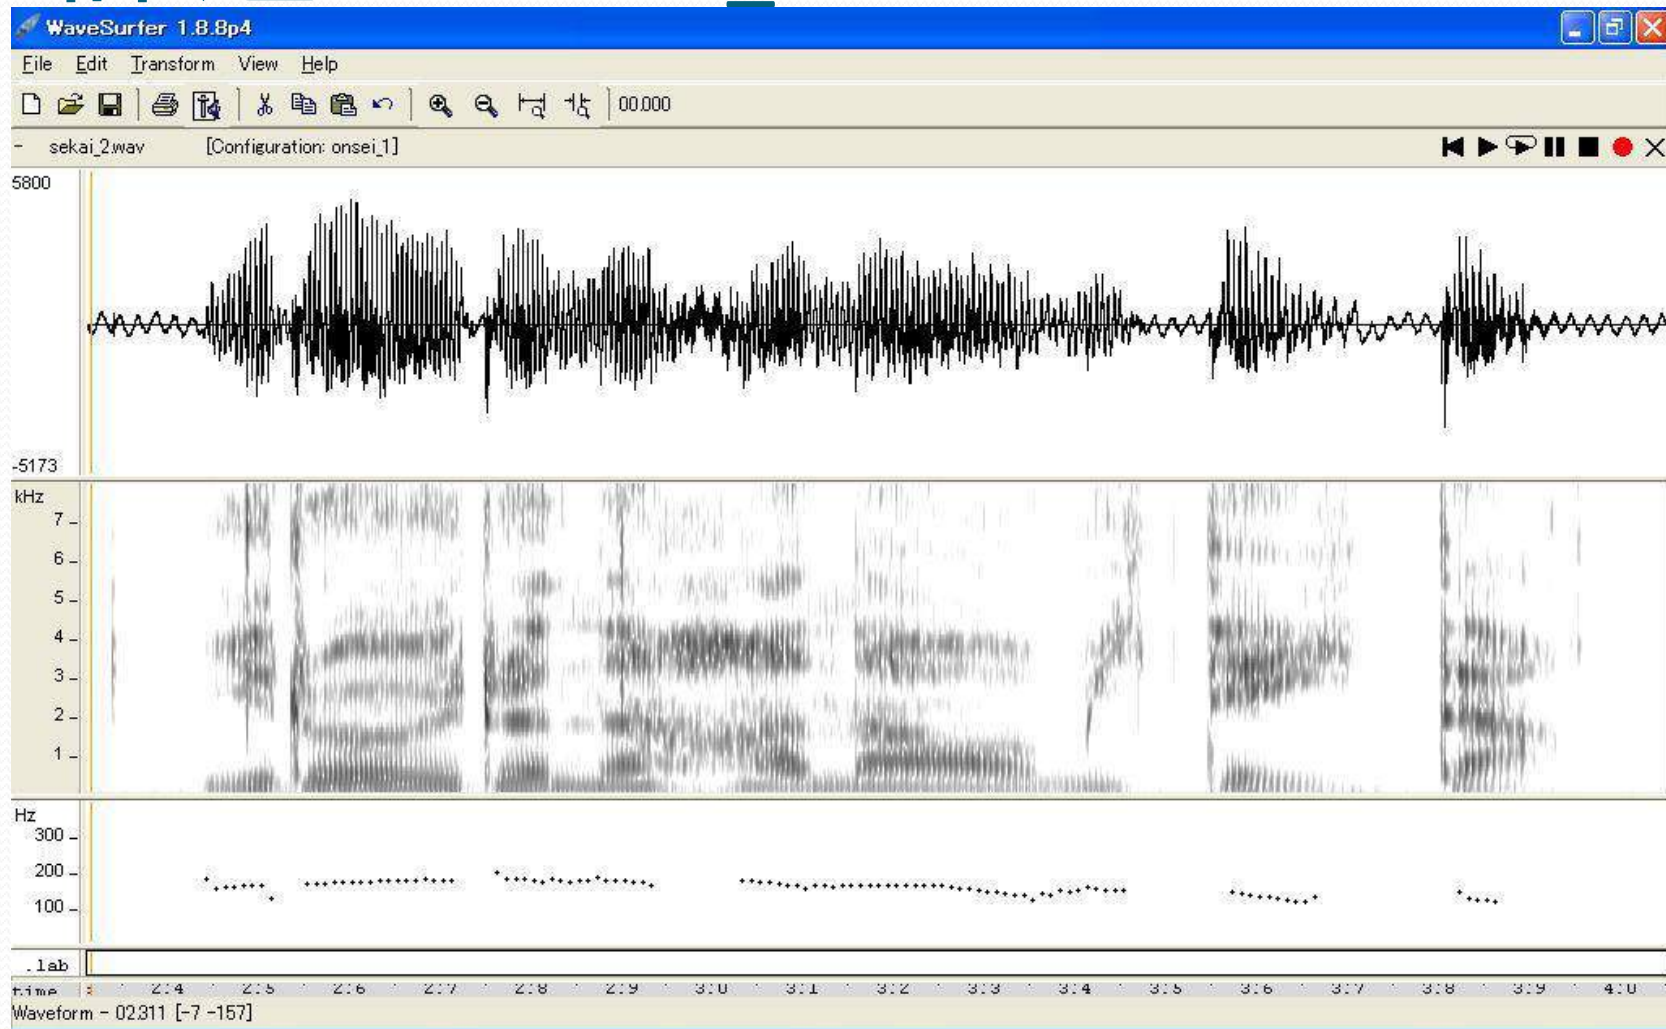 WaveSurfer 1.8.8p4
File Edit Transform View Help
00.000
- sekai_2.wav [Configuration: onsei_1]
5800
-5173
kHz
7
6
5
4
3
2
1
Hz
300
200
100
.lab
time 2.4 2.5 2.6 2.7 2.8 2.9 3.0 3.1 3.2 3.3 3.4 3.5 3.6 3.7 3.8 3.9 4.0
Waveform - 02.311 [-7 -157]